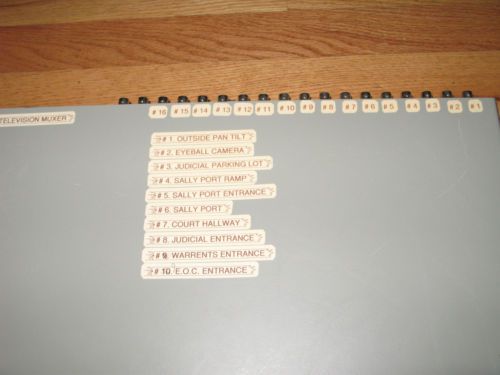 #16 #15 #14 #13 #12 #11 #10 #9 #8 #7 #6 #5 #4 #3 #2 #1
TELEVISION MUXER
# 1. OUTSIDE PAN TILT
# 2. EYEBALL CAMERA
# 3. JUDICIAL PARKING LOT
# 4. SALLY PORT RAMP
# 5. SALLY PORT ENTRANCE
# 6. SALLY PORT
# 7. COURT HALLWAY
# 8. JUDICIAL ENTRANCE
# 9. WARRENTS ENTRANCE
# 10. E.O.C. ENTRANCE